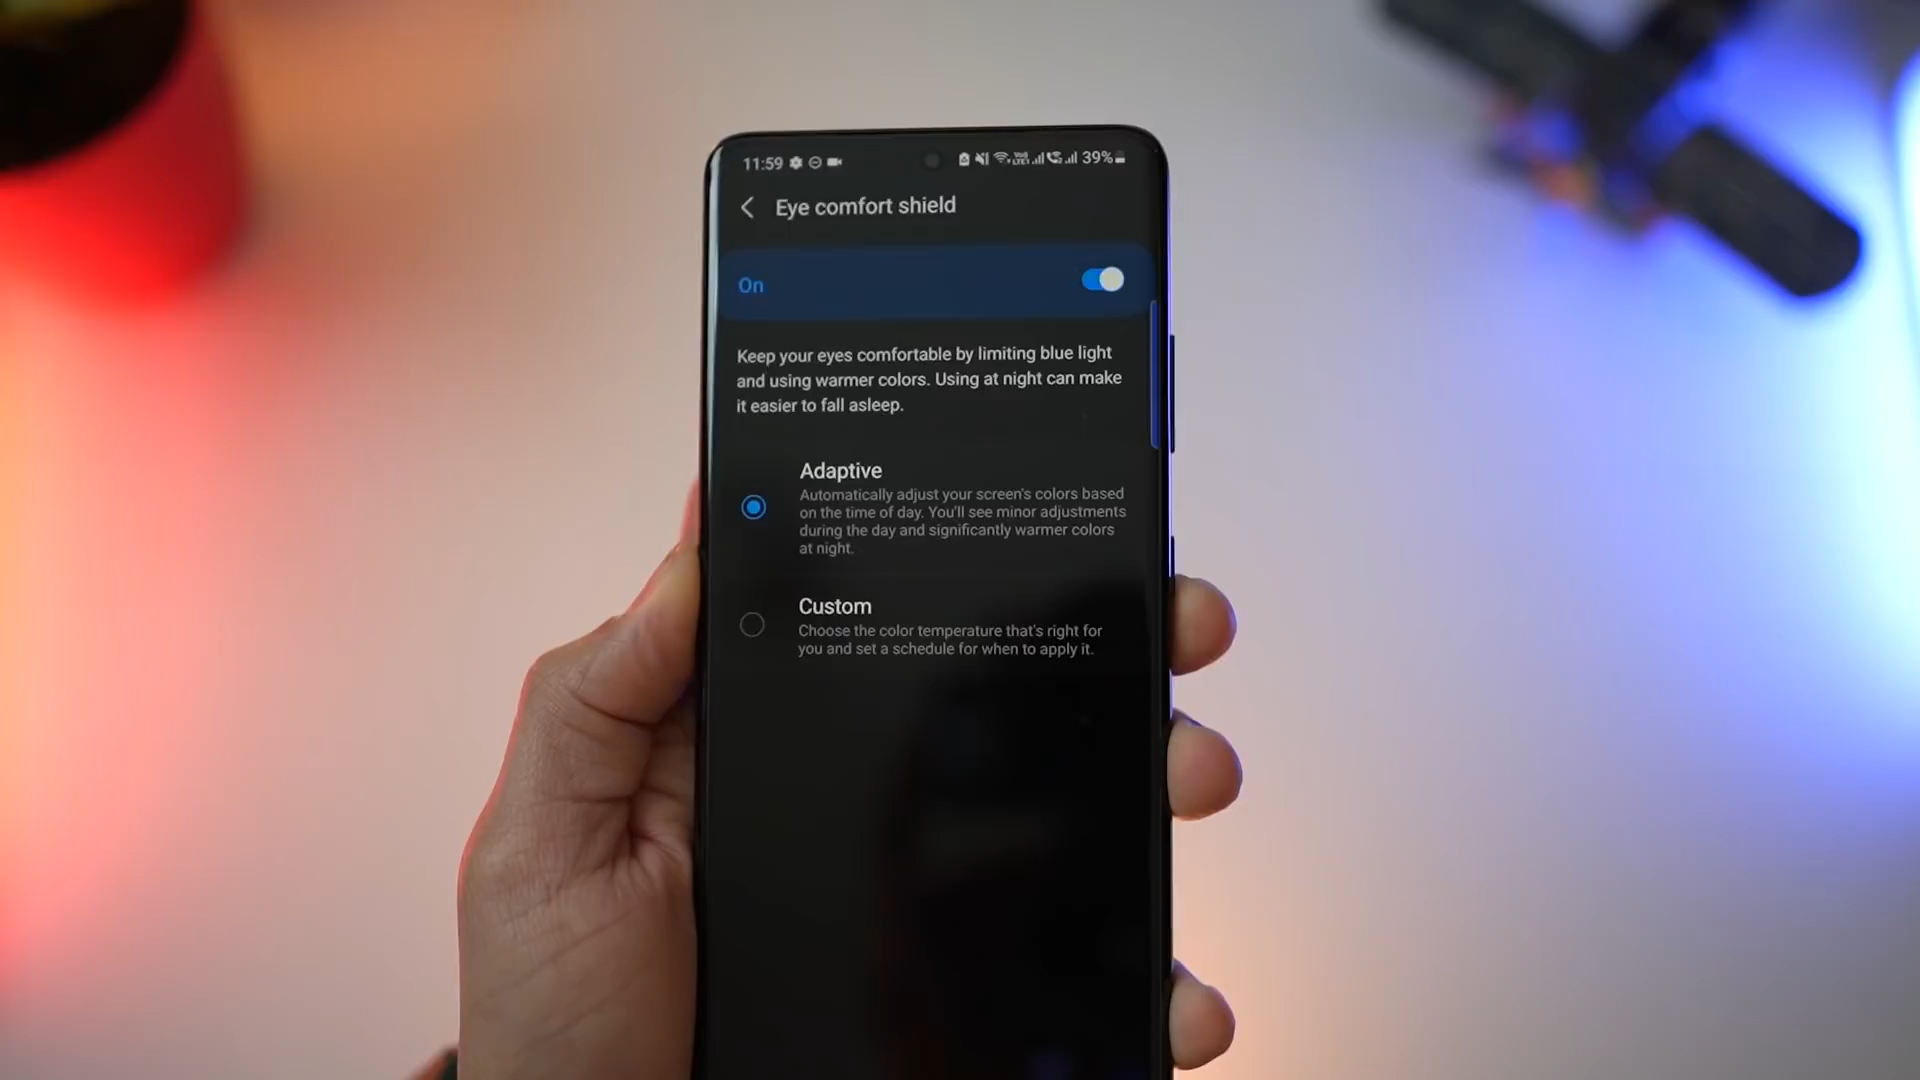 11:59
39%
Eye comfort shield
On
Keep your eyes comfortable by limiting blue light
and using warmer colors. Using at night can make
it easier to fall asleep.
Adaptive
Automatically adjust your screen's colors based
on the time of day. You'll see minor adjustments
during the day and significantly warmer colors
at night.
Custom
Choose the color temperature that's right for
you and set a schedule for when to apply it.